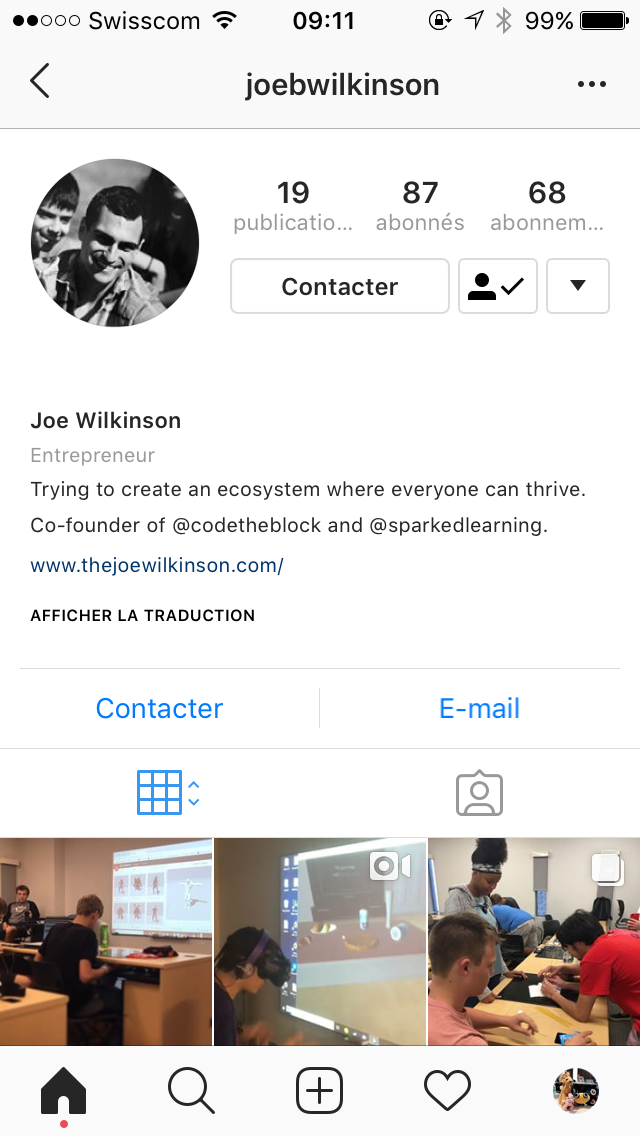 Swisscom 09:11 99%
joebwilkinson
19 87 68
publicatio... abonnés abonnem...
Contacter
Joe Wilkinson
Entrepreneur
Trying to create an ecosystem where everyone can thrive.
Co-founder of @codetheblock and @sparkedlearning.
www.thejoewilkinson.com/
AFFICHER LA TRADUCTION
Contacter E-mail